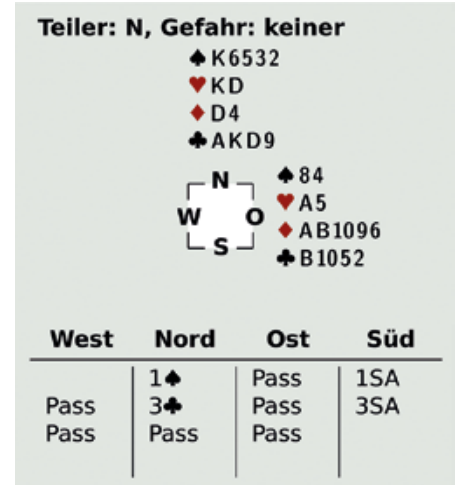 Teiler: N, Gefahr: keiner
♠ K6532
♥ KD
♦ D4
♣ AKD9
N
W O
S
♠ 84
♥ A5
♦ AB1096
♣ B1052
West Nord Ost Süd
1♠ Pass 1SA
Pass 3♣ Pass 3SA
Pass Pass Pass